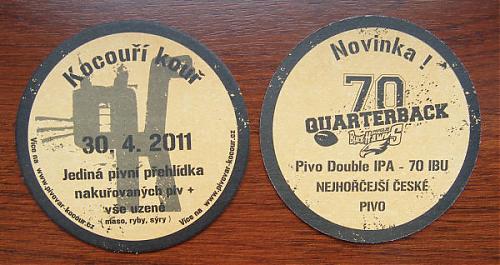 Kocouří kouř
30. 4. 2011
Jediná pivní přehlídka
nakuřovaných piv +
vše uzené
(maso, ryby, sýry)
Více na www.pivovar-kocour.cz
Více na www.pivovar-kocour.cz
Novinka !
70
QUARTERBACK
Pivo Double IPA - 70 IBU
NEJHOŘČEJŠÍ ČESKÉ
PIVO